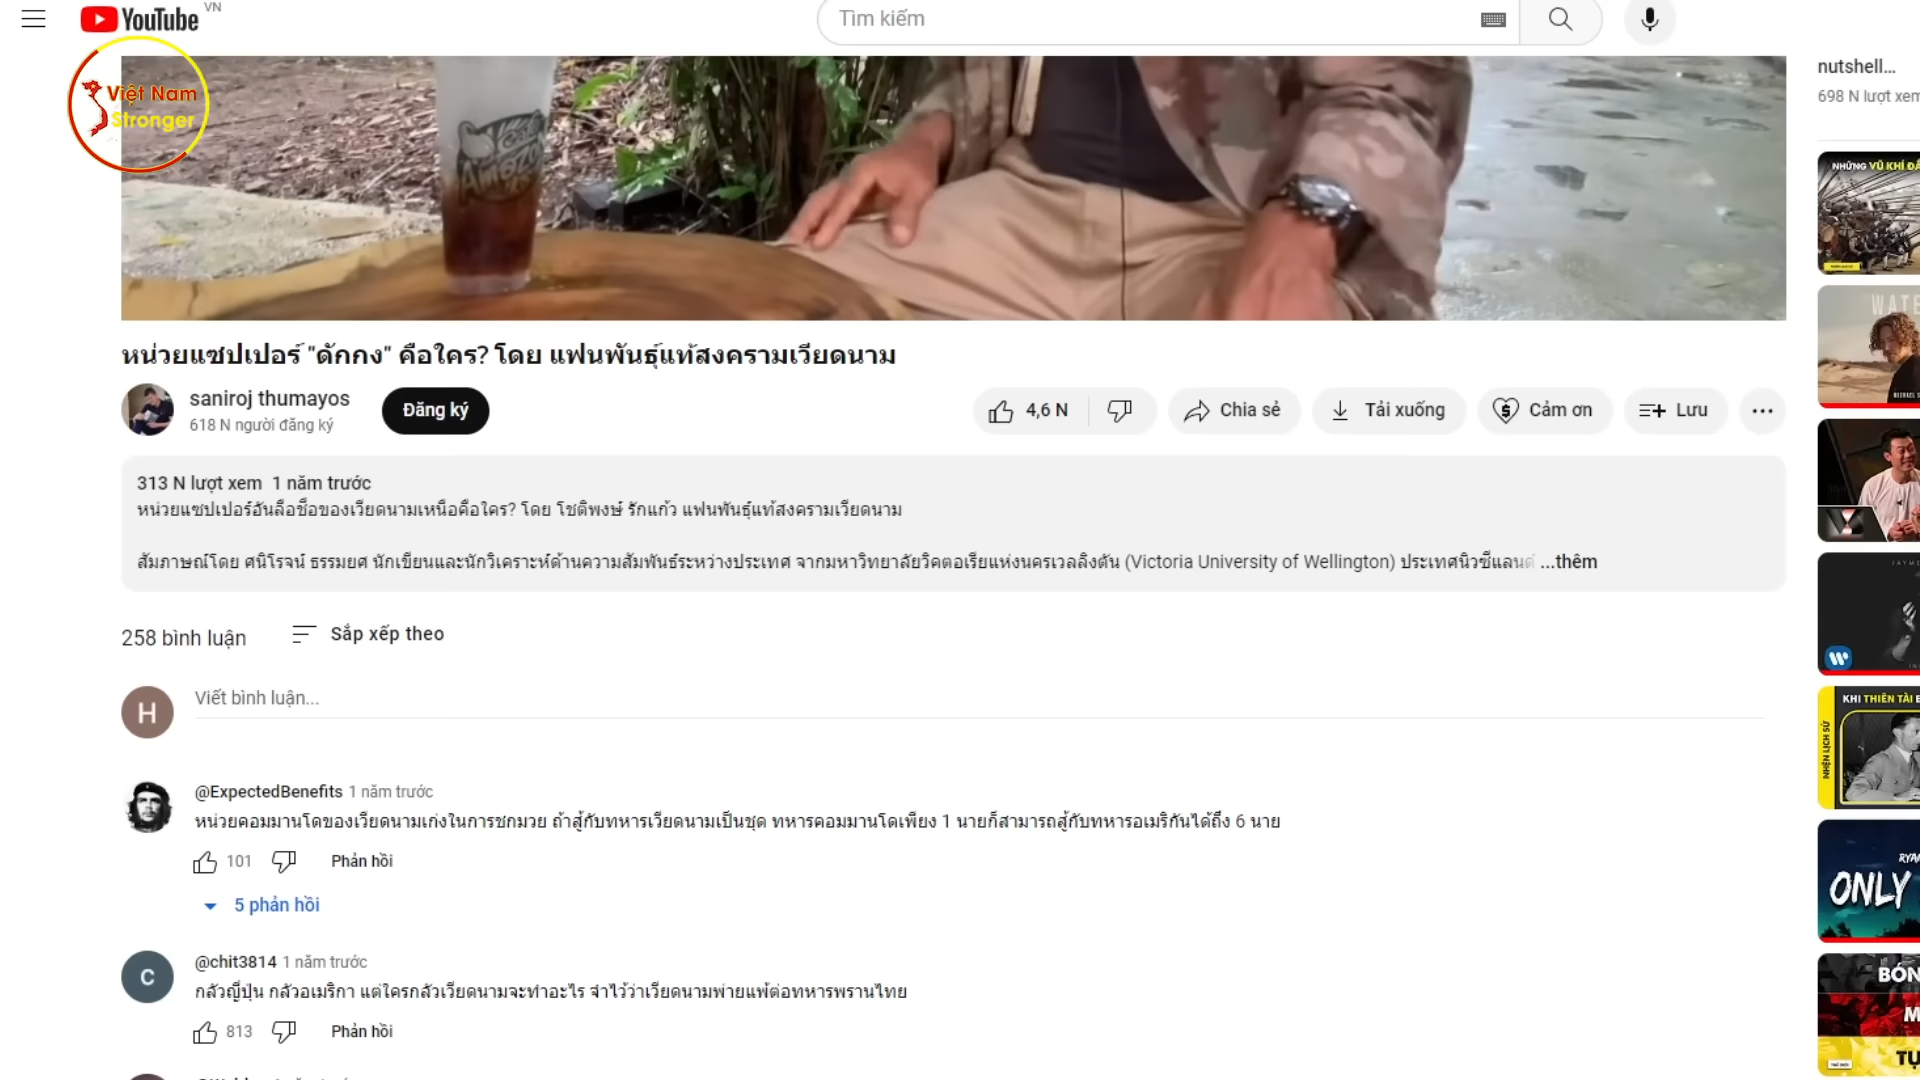 VN
YouTube
Tìm kiếm
Việt Nam
Stronger
nutshell...
698 N lượt xem
NHỮNG VŨ KHÍ
หน่วยแซปเปอร์ "ดักกง" คือใคร? โดย แฟนพันธุ์แท้สงครามเวียดนาม
saniroj thumayos
618 N người đăng ký
Đăng ký
4,6 N
Chia sẻ
Tải xuống
Cảm ơn
Lưu
313 N lượt xem 1 năm trước
หน่วยแซปเปอร์อันลือชื่อของเวียดนามเหนือคือใคร? โดย โชติพงษ์ รักแก้ว แฟนพันธุ์แท้สงครามเวียดนาม
สัมภาษณ์โดย ศนิโรจน์ ธรรมยศ นักเขียนและนักวิเคราะห์ด้านความสัมพันธ์ระหว่างประเทศ จากมหาวิทยาลัยวิคตอเรียแห่งนครเวลลิงตัน (Victoria University of Wellington) ประเทศนิวซีแลนด์ ...thêm
258 bình luận
Sắp xếp theo
H
Viết bình luận...
KHI THIÊN TÀI
NHỆN LỊCH SỬ
@ExpectedBenefits 1 năm trước
หน่วยคอมมานโดของเวียดนามเก่งในการชกมวย ถ้าสู้กับทหารเวียดนามเป็นชุด ทหารคอมมานโดเพียง 1 นายก็สามารถสู้กับทหารอเมริกันได้ถึง 6 นาย
101
Phản hồi
5 phản hồi
RYA
ONLY
C
@chit3814 1 năm trước
กลัวญี่ปุ่น กลัวอเมริกา แต่ใครกลัวเวียดนามจะทำอะไร จำไว้ว่าเวียดนามพ่ายแพ้ต่อทหารพรานไทย
813
Phản hồi
BÓN
M
TỤ